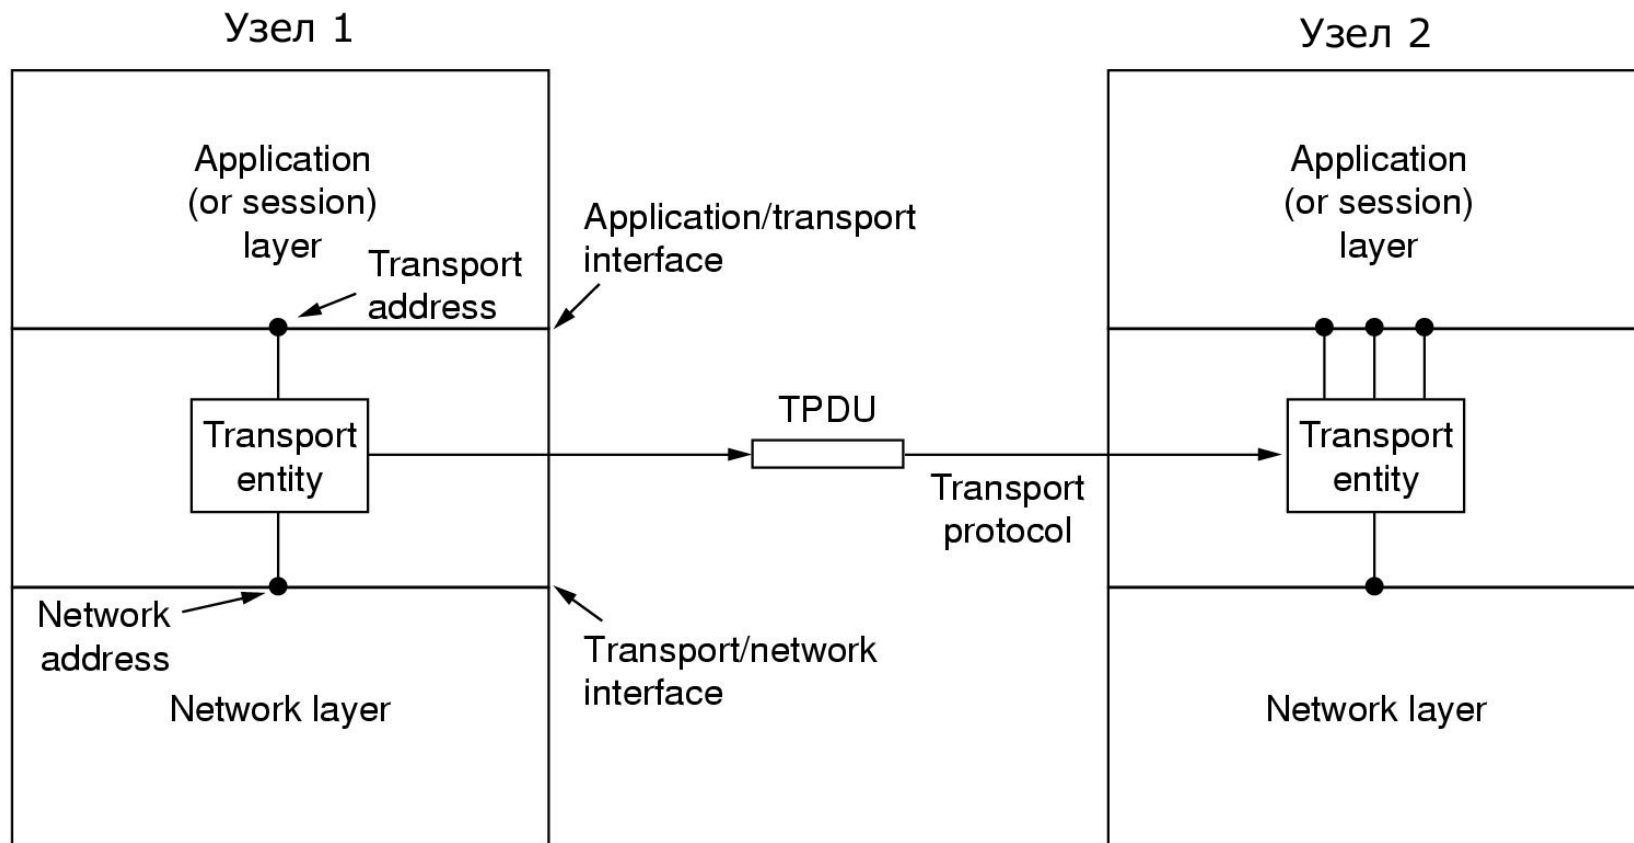 Узел 1
Узел 2
Application
(or session)
layer
Transport
address
Application/transport
interface
Application
(or session)
layer
Transport
entity
TPDU
Transport
protocol
Transport
entity
Network
address
Transport/network
interface
Network layer
Network layer